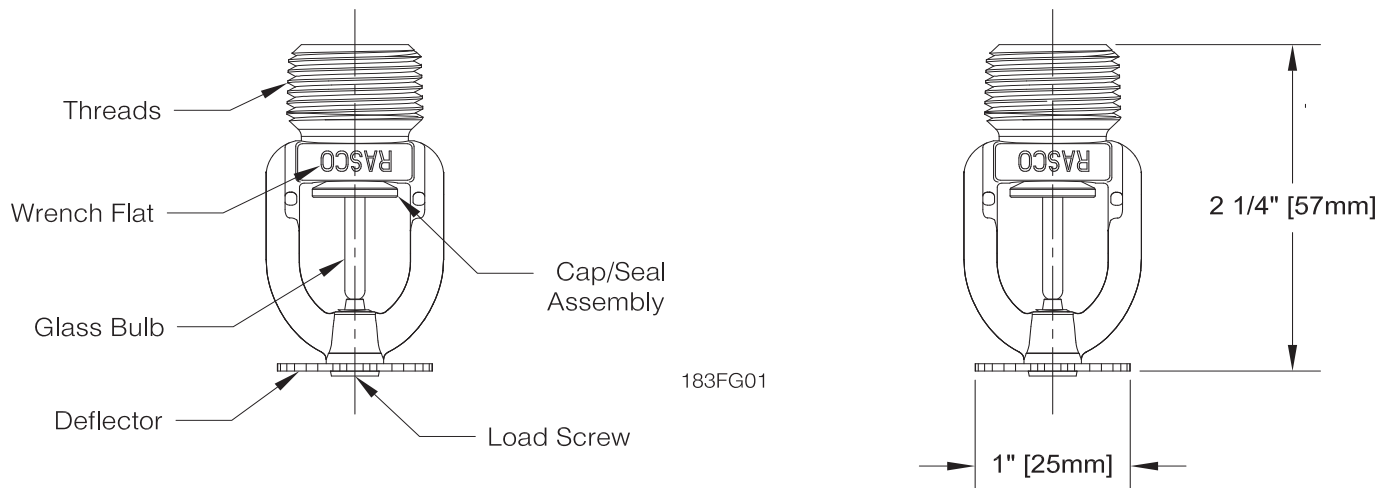 Threads
RASCO
Wrench Flat
Cap/Seal
Assembly
Glass Bulb
Deflector
Load Screw
183FG01
RASCO
2 1/4" [57mm]
1" [25mm]